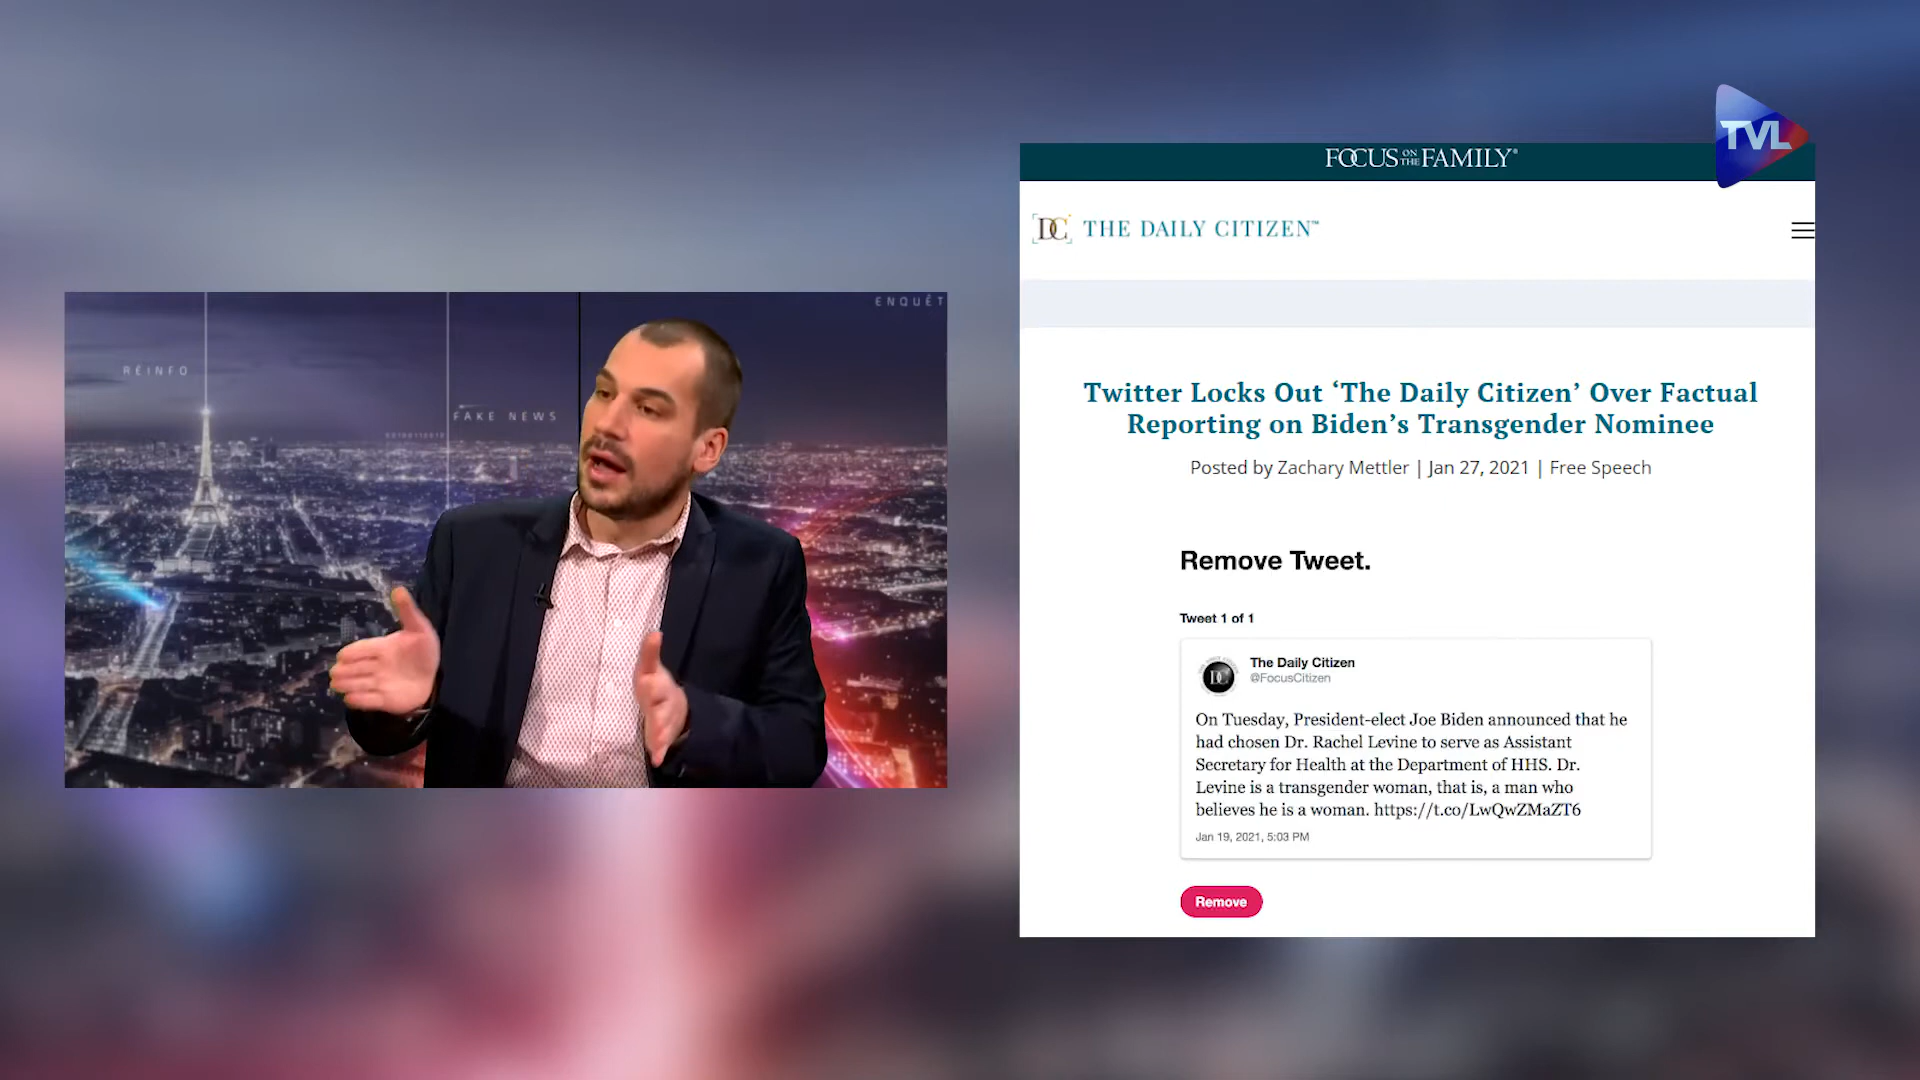 TVL
FOCUS ON THE FAMILY®
DC THE DAILY CITIZEN™
Twitter Locks Out ‘The Daily Citizen’ Over Factual
Reporting on Biden’s Transgender Nominee
Posted by Zachary Mettler | Jan 27, 2021 | Free Speech
Remove Tweet.
Tweet 1 of 1
The Daily Citizen
@FocusCitizen
On Tuesday, President-elect Joe Biden announced that he
had chosen Dr. Rachel Levine to serve as Assistant
Secretary for Health at the Department of HHS. Dr.
Levine is a transgender woman, that is, a man who
believes he is a woman. https://t.co/LwQwZMaZT6
Jan 19, 2021, 5:03 PM
Remove
ENQUÊT
RÉINFO
FAKE NEWS